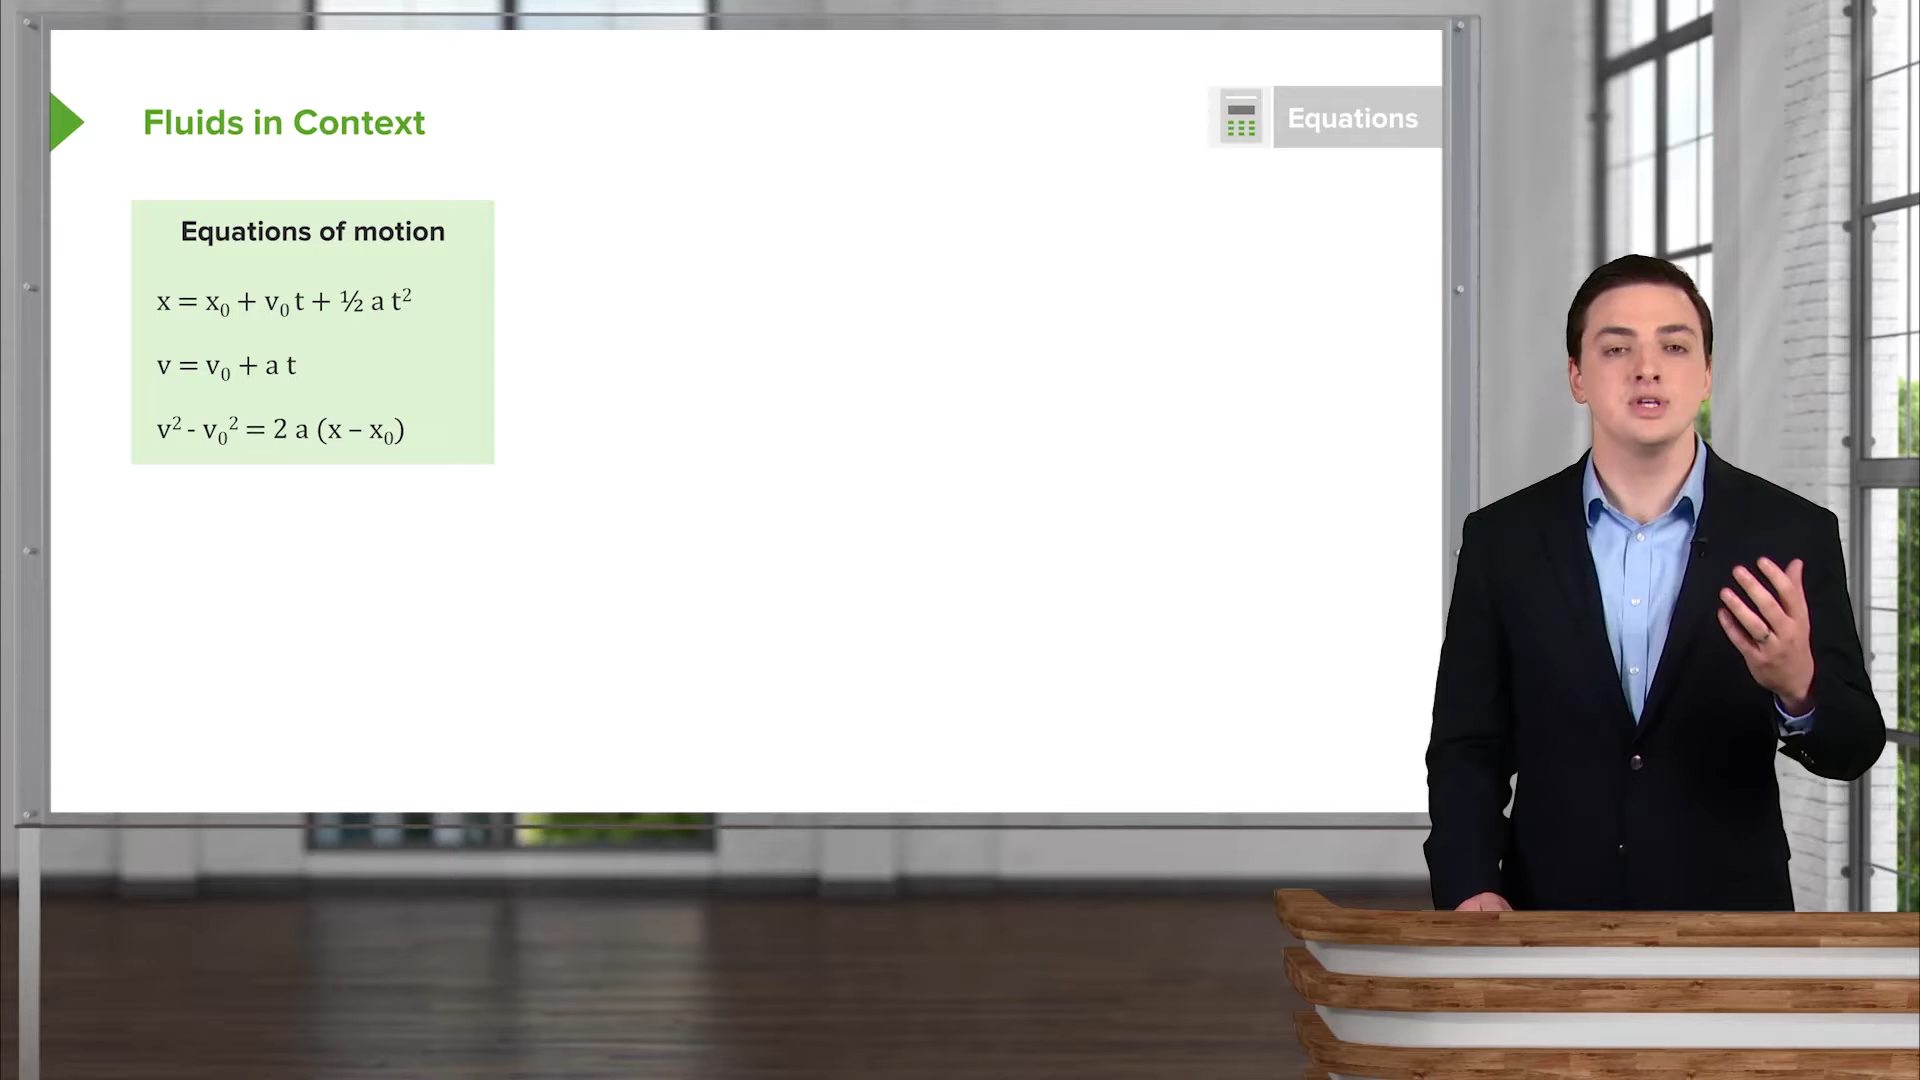 Fluids in Context
Equations
Equations of motion
x = x₀ + v₀ t + ½ a t²
v = v₀ + a t
v² - v₀² = 2 a (x – x₀)